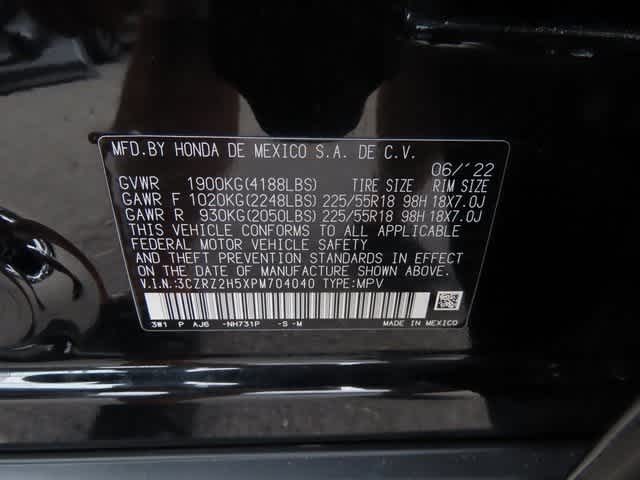 MFD.BY HONDA DE MEXICO S.A. DE C.V.
06/'22
GVWR 1900KG(4188LBS) TIRE SIZE RIM SIZE
GAWR F 1020KG(2248LBS) 225/55R18 98H 18X7.0J
GAWR R 930KG(2050LBS) 225/55R18 98H 18X7.0J
THIS VEHICLE CONFORMS TO ALL APPLICABLE
FEDERAL MOTOR VEHICLE SAFETY
AND THEFT PREVENTION STANDARDS IN EFFECT
ON THE DATE OF MANUFACTURE SHOWN ABOVE.
V.I.N:3CZRZ2H5XPM704040 TYPE:MPV
3W1 P AJ6 -NH731P -S -M MADE IN MEXICO